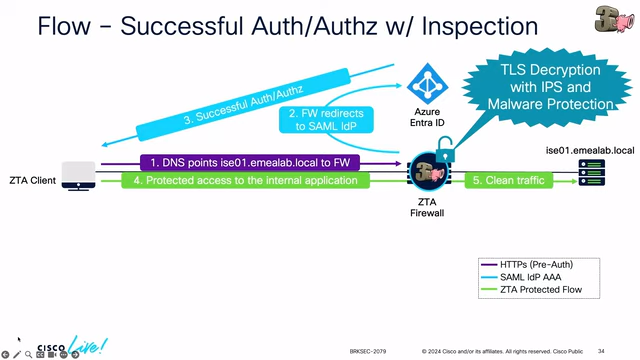 Flow – Successful Auth/Authz w/ Inspection
3
TLS Decryption
with IPS and
Malware Protection
3. Successful Auth/Authz
2. FW redirects
to SAML IdP
Azure
Entra ID
ise01.emealab.local
1. DNS points ise01.emealab.local to FW
ZTA Client
4. Protected access to the internal application
3
5. Clean traffic
ZTA
Firewall
HTTPs (Pre-Auth)
SAML IdP AAA
ZTA Protected Flow
CISCO Live!
BRKSEC-2079
© 2024 Cisco and/or its affiliates. All rights reserved. Cisco Public
34